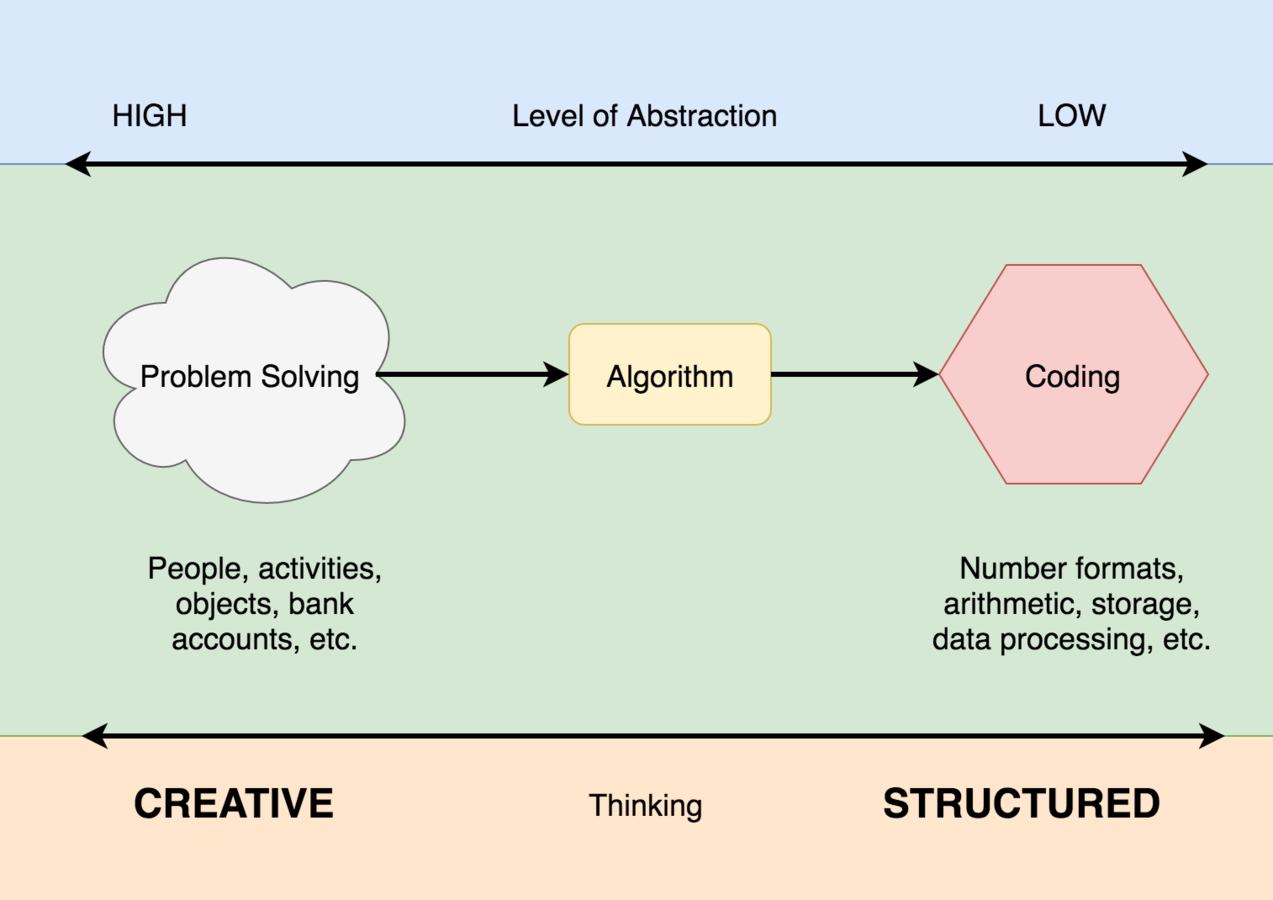 HIGH
Level of Abstraction
LOW
Problem Solving
Algorithm
Coding
People, activities,
objects, bank
accounts, etc.
Number formats,
arithmetic, storage,
data processing, etc.
CREATIVE
Thinking
STRUCTURED